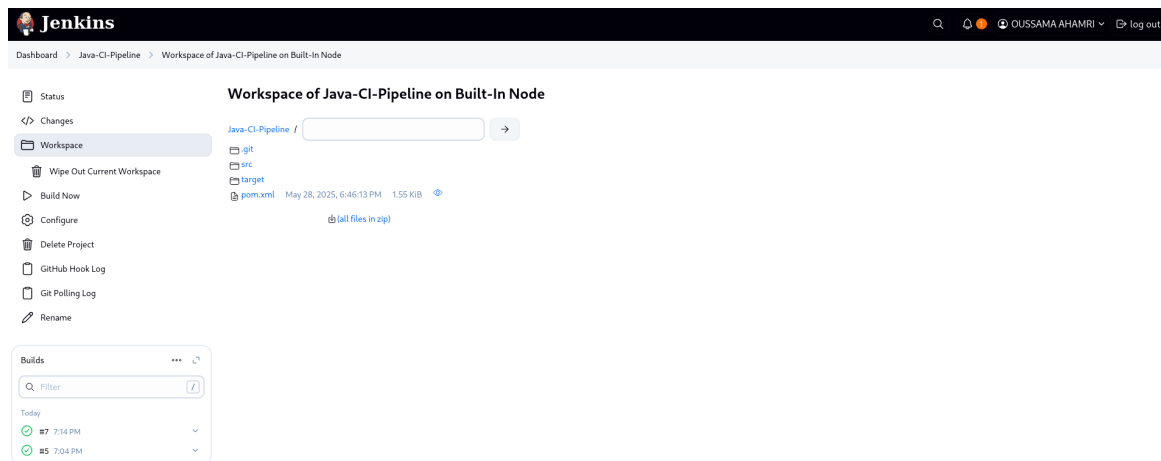 Jenkins
1 OUSSAMA AHAMRI log out
Dashboard > Java-CI-Pipeline > Workspace of Java-CI-Pipeline on Built-In Node
Status
Changes
Workspace
Wipe Out Current Workspace
Build Now
Configure
Delete Project
GitHub Hook Log
Git Polling Log
Rename
Builds
Filter /
Today
#7 7:14 PM
#5 7:04 PM
Workspace of Java-CI-Pipeline on Built-In Node
Java-CI-Pipeline /
.git
src
target
pom.xml May 28, 2025, 6:46:13 PM 1.55 KiB
(all files in zip)